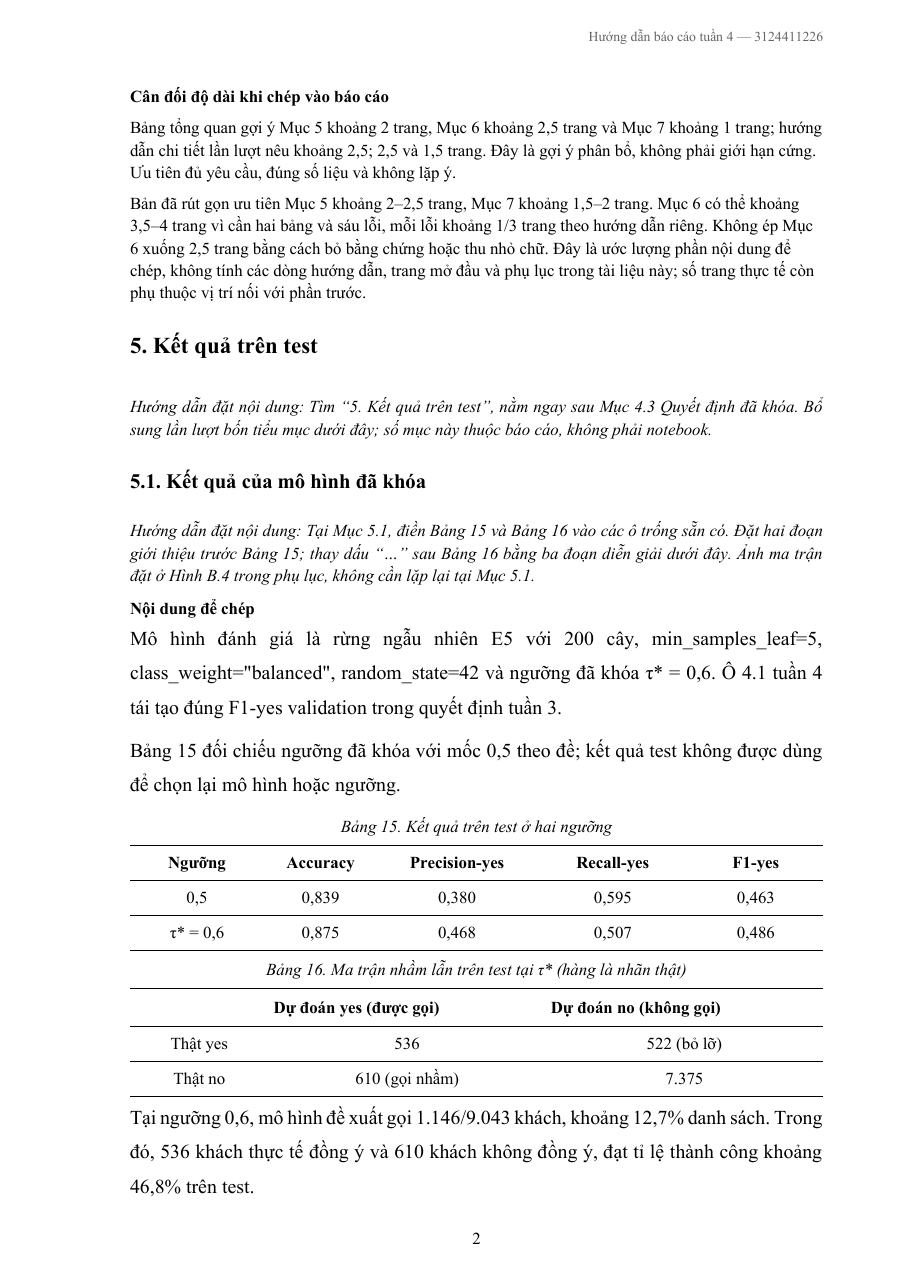 Hướng dẫn báo cáo tuần 4 — 3124411226
Cân đối độ dài khi chép vào báo cáo
Bảng tổng quan gợi ý Mục 5 khoảng 2 trang, Mục 6 khoảng 2,5 trang và Mục 7 khoảng 1 trang; hướng
dẫn chi tiết lần lượt nêu khoảng 2,5; 2,5 và 1,5 trang. Đây là gợi ý phân bổ, không phải giới hạn cứng.
Ưu tiên đủ yêu cầu, đúng số liệu và không lặp ý.
Bản đã rút gọn ưu tiên Mục 5 khoảng 2–2,5 trang, Mục 7 khoảng 1,5–2 trang. Mục 6 có thể khoảng
3,5–4 trang vì cần hai bảng và sáu lỗi, mỗi lỗi khoảng 1/3 trang theo hướng dẫn riêng. Không ép Mục
6 xuống 2,5 trang bằng cách bỏ bằng chứng hoặc thu nhỏ chữ. Đây là ước lượng phần nội dung để
chép, không tính các dòng hướng dẫn, trang mở đầu và phụ lục trong tài liệu này; số trang thực tế còn
phụ thuộc vị trí nối với phần trước.
5. Kết quả trên test
Hướng dẫn đặt nội dung: Tìm “5. Kết quả trên test”, nằm ngay sau Mục 4.3 Quyết định đã khóa. Bổ
sung lần lượt bốn tiểu mục dưới đây; số mục này thuộc báo cáo, không phải notebook.
5.1. Kết quả của mô hình đã khóa
Hướng dẫn đặt nội dung: Tại Mục 5.1, điền Bảng 15 và Bảng 16 vào các ô trống sẵn có. Đặt hai đoạn
giới thiệu trước Bảng 15; thay dấu “...” sau Bảng 16 bằng ba đoạn diễn giải dưới đây. Ảnh ma trận
đặt ở Hình B.4 trong phụ lục, không cần lặp lại tại Mục 5.1.
Nội dung để chép
Mô hình đánh giá là rừng ngẫu nhiên E5 với 200 cây, min_samples_leaf=5,
class_weight="balanced", random_state=42 và ngưỡng đã khóa τ* = 0,6. Ô 4.1 tuần 4
tái tạo đúng F1-yes validation trong quyết định tuần 3.
Bảng 15 đối chiếu ngưỡng đã khóa với mốc 0,5 theo đề; kết quả test không được dùng
để chọn lại mô hình hoặc ngưỡng.
Bảng 15. Kết quả trên test ở hai ngưỡng
Ngưỡng Accuracy Precision-yes Recall-yes F1-yes
0,5 0,839 0,380 0,595 0,463
τ* = 0,6 0,875 0,468 0,507 0,486
Bảng 16. Ma trận nhầm lẫn trên test tại τ* (hàng là nhãn thật)
Dự đoán yes (được gọi) Dự đoán no (không gọi)
Thật yes 536 522 (bỏ lỡ)
Thật no 610 (gọi nhầm) 7.375
Tại ngưỡng 0,6, mô hình đề xuất gọi 1.146/9.043 khách, khoảng 12,7% danh sách. Trong
đó, 536 khách thực tế đồng ý và 610 khách không đồng ý, đạt tỉ lệ thành công khoảng
46,8% trên test.
2